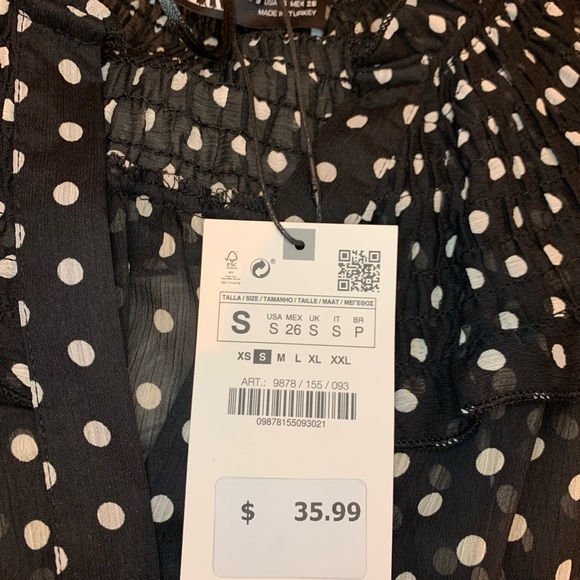 USA S MEX 26
MADE IN TURKEY
FSC
TALLA / SIZE / TAMANHO / TAILLE / MAAT / ΜΕΓΕΘΟΣ
S
USA MEX UK IT BR
S 26 S S P
XS S M L XL XXL
ART.: 9878 / 155 / 093
09878155093021
$ 35.99